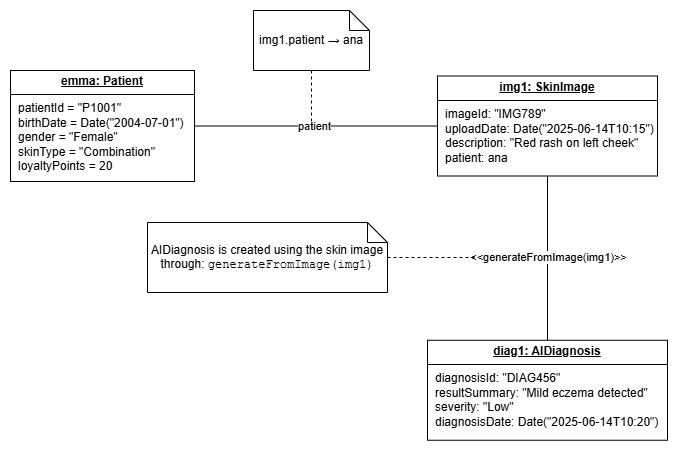 img1.patient → ana
emma: Patient
patientId = "P1001"
birthDate = Date("2004-07-01")
gender = "Female"
skinType = "Combination"
loyaltyPoints = 20
patient
img1: SkinImage
imageId: "IMG789"
uploadDate: Date("2025-06-14T10:15")
description: "Red rash on left cheek"
patient: ana
AIDiagnosis is created using the skin image
through: generateFromImage(img1)
<<generateFromImage(img1)>>
diag1: AIDiagnosis
diagnosisId: "DIAG456"
resultSummary: "Mild eczema detected"
severity: "Low"
diagnosisDate: Date("2025-06-14T10:20")